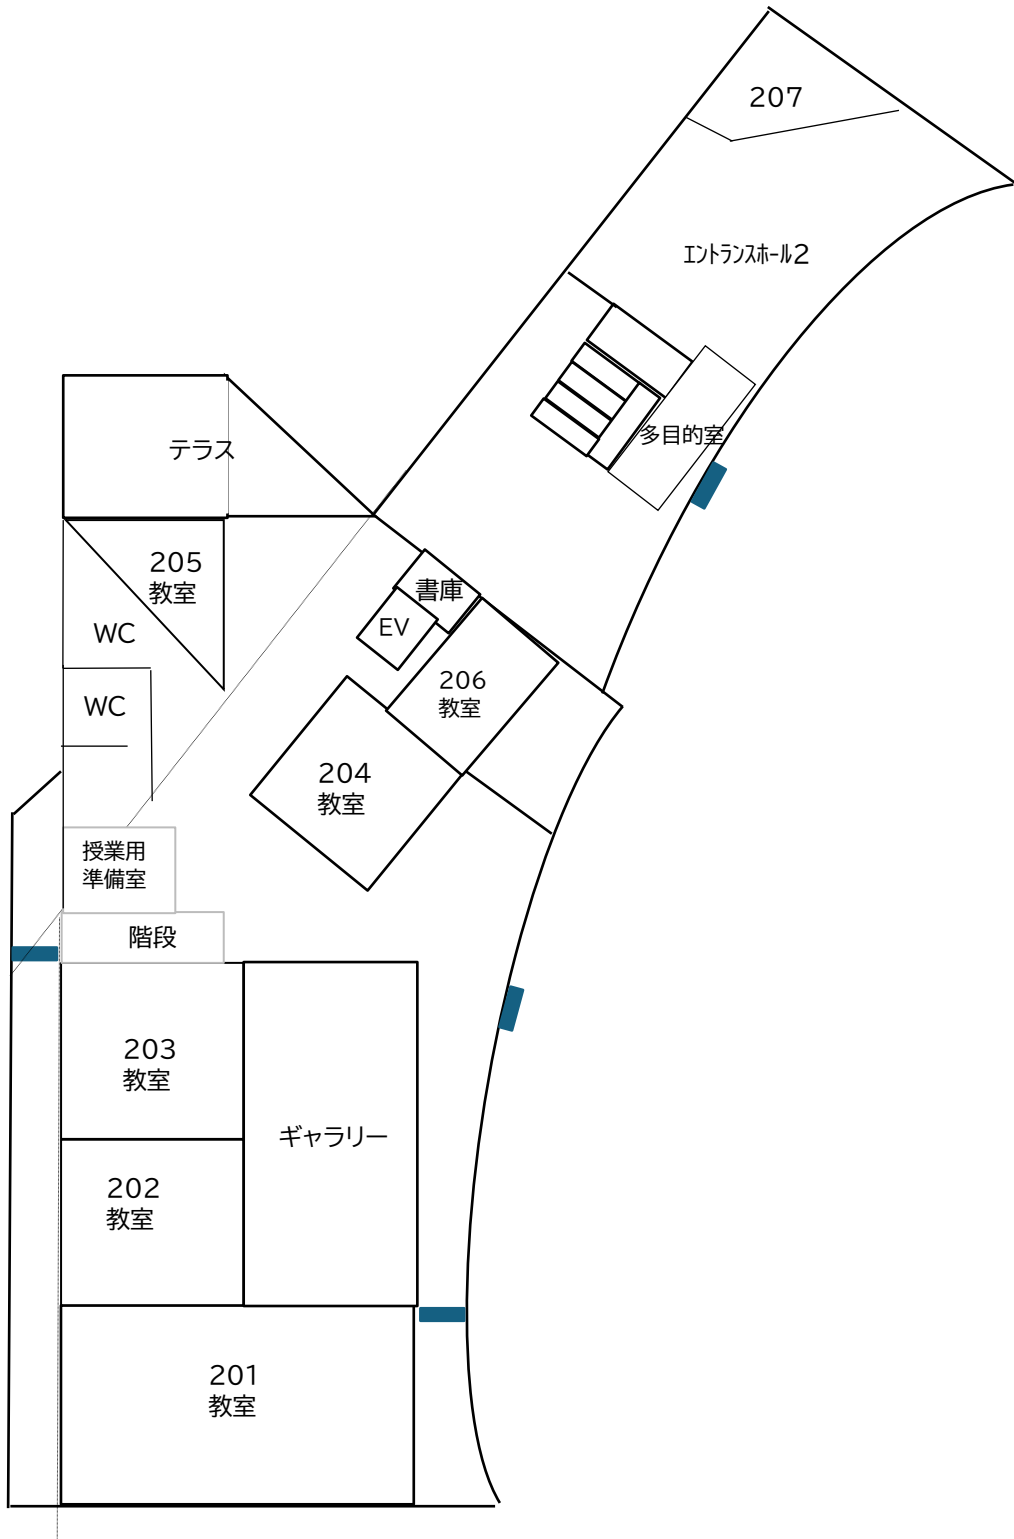 207
ｴﾝﾄﾗﾝｽﾎｰﾙ2
多目的室
テラス
205
教室
書庫
EV
WC
206
教室
WC
204
教室
授業用
準備室
階段
203
教室
ギャラリー
202
教室
201
教室